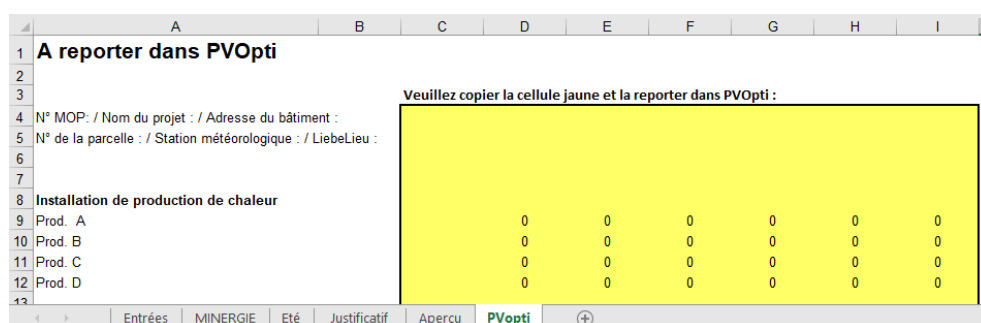 A B C D E F G H I
1 A reporter dans PVOpti
2
3 Veuillez copier la cellule jaune et la reporter dans PVOpti :
4 N° MOP: / Nom du projet : / Adresse du bâtiment :
5 N° de la parcelle : / Station météorologique : / LiebeLieu :
6
7
8 Installation de production de chaleur
9 Prod. A 0 0 0 0 0 0
10 Prod. B 0 0 0 0 0 0
11 Prod. C 0 0 0 0 0 0
12 Prod. D 0 0 0 0 0 0
13
Entrées MINERGIE Eté Justificatif Aperçu PVopti